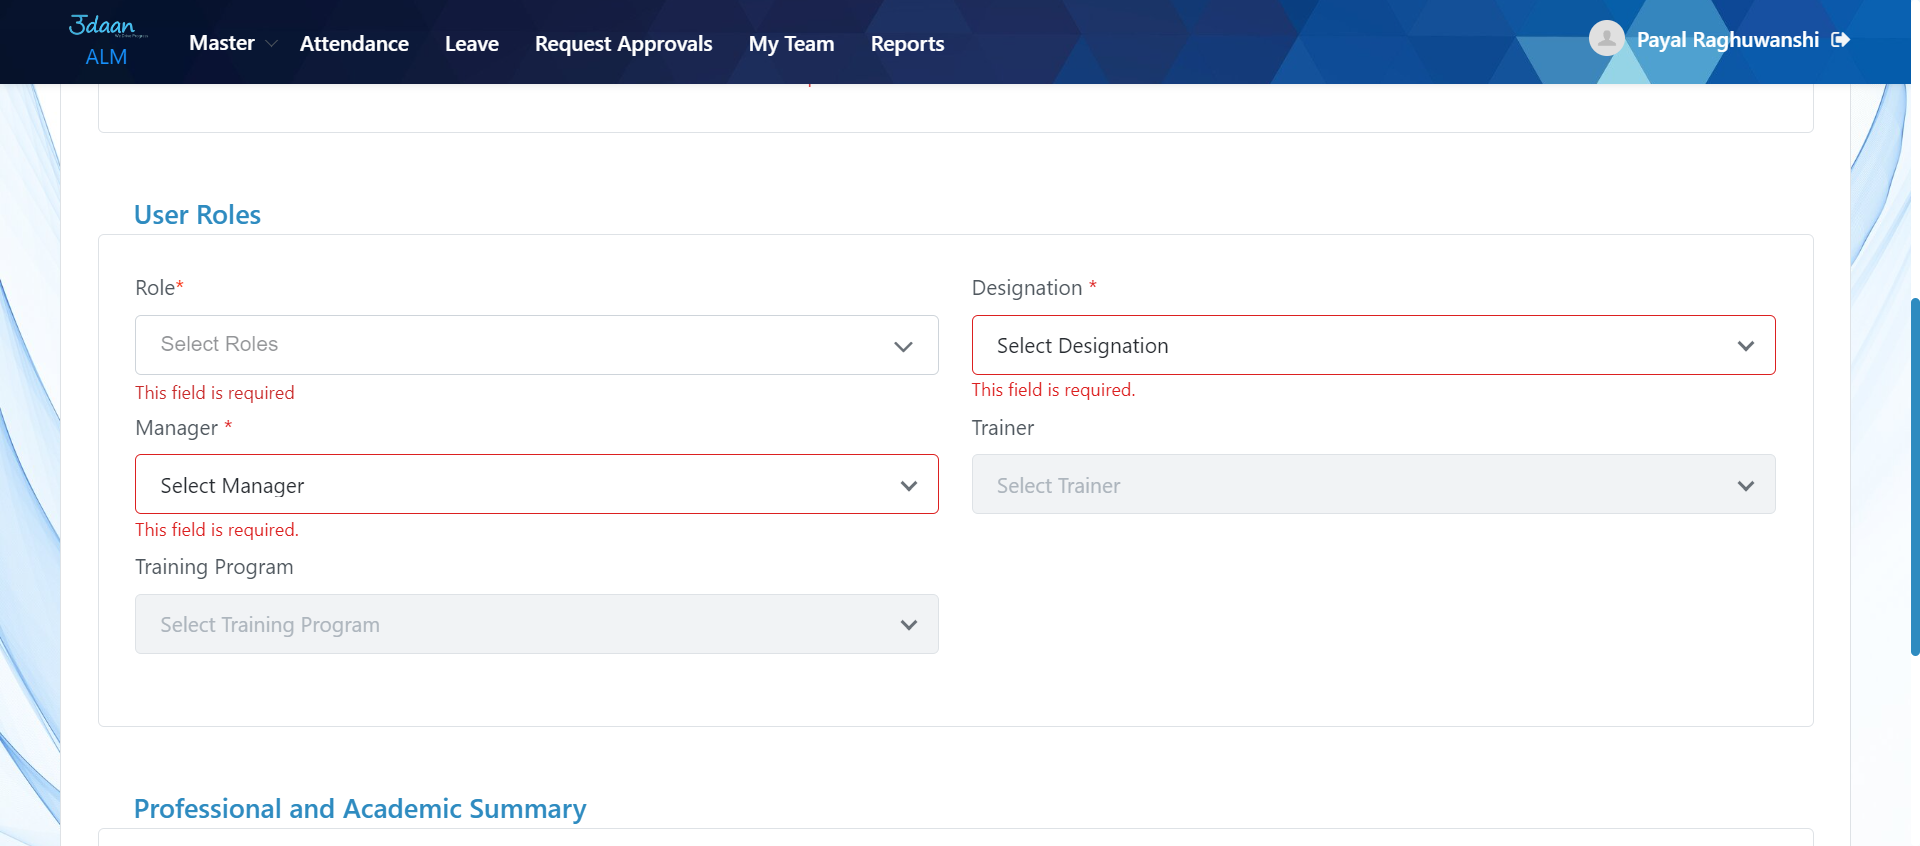 उdaan
ALM
Master
Attendance
Leave
Request Approvals
My Team
Reports
Payal Raghuwanshi
User Roles
Role*
Designation *
Select Roles
Select Designation
This field is required
This field is required.
Manager *
Trainer
Select Manager
Select Trainer
This field is required.
Training Program
Select Training Program
Professional and Academic Summary